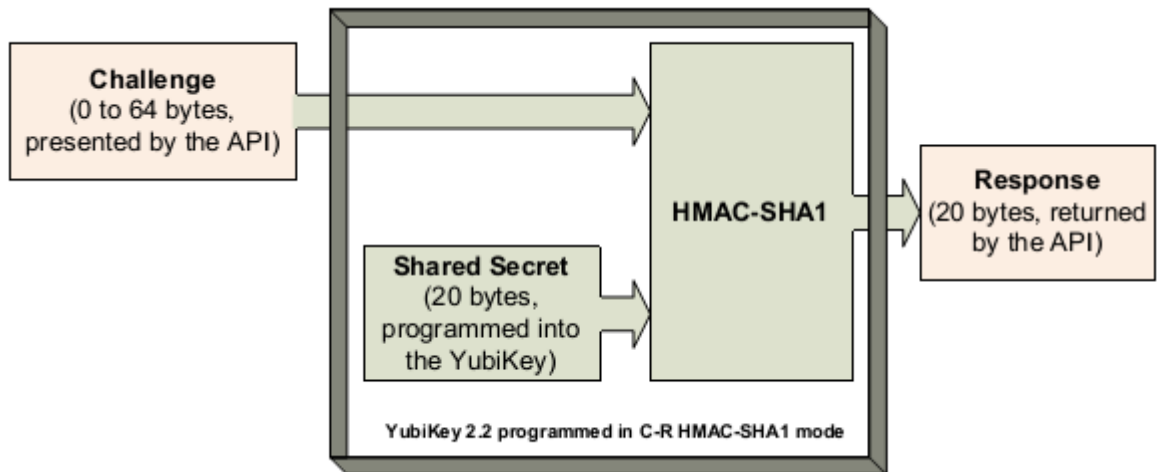 Challenge
(0 to 64 bytes,
presented by the API)
HMAC-SHA1
Response
(20 bytes, returned
by the API)
Shared Secret
(20 bytes,
programmed into
the YubiKey)
YubiKey 2.2 programmed in C-R HMAC-SHA1 mode